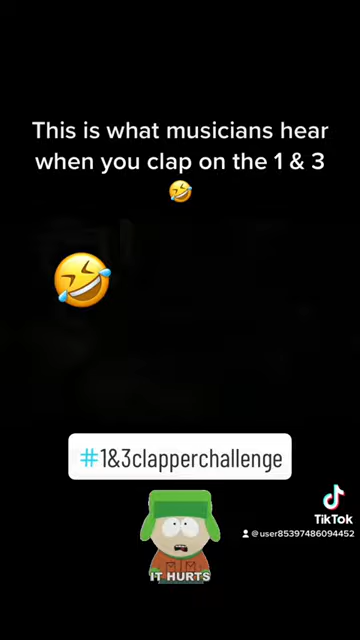 This is what musicians hear
when you clap on the 1 & 3
#1&3clapperchallenge
TikTok
@user85397486094452
IT HURTS